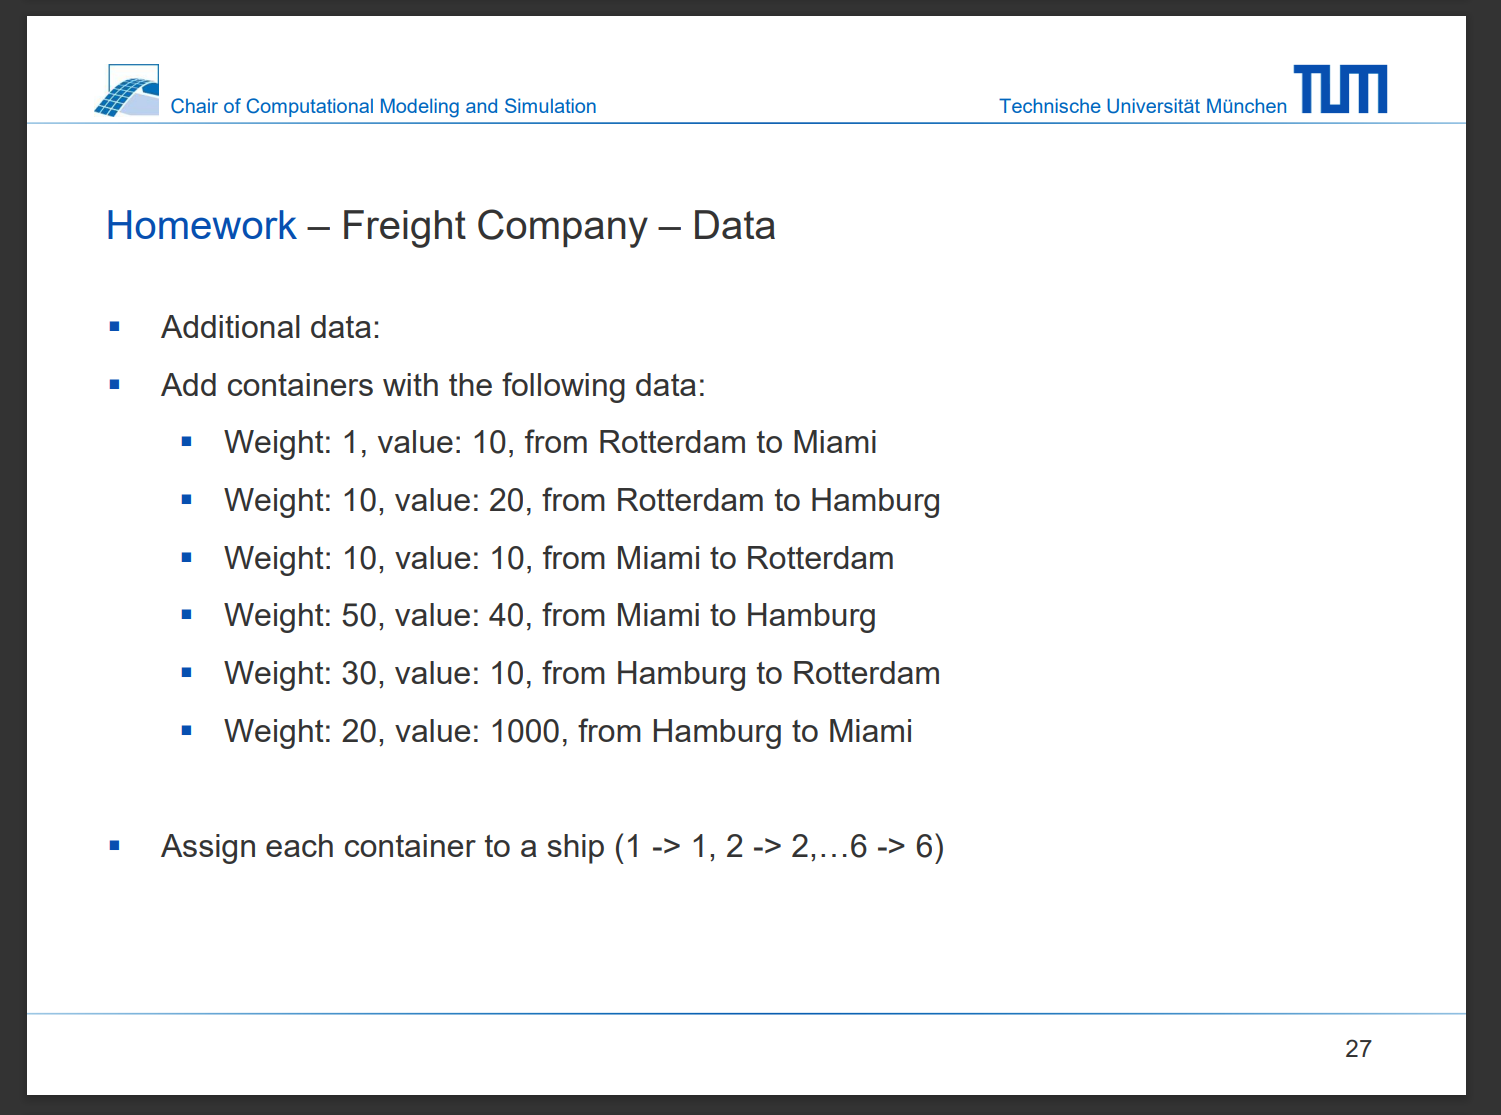 Chair of Computational Modeling and Simulation
Technische Universität München
TUM
Homework – Freight Company – Data
Additional data:
Add containers with the following data:
Weight: 1, value: 10, from Rotterdam to Miami
Weight: 10, value: 20, from Rotterdam to Hamburg
Weight: 10, value: 10, from Miami to Rotterdam
Weight: 50, value: 40, from Miami to Hamburg
Weight: 30, value: 10, from Hamburg to Rotterdam
Weight: 20, value: 1000, from Hamburg to Miami
Assign each container to a ship (1 -> 1, 2 -> 2,…6 -> 6)
27